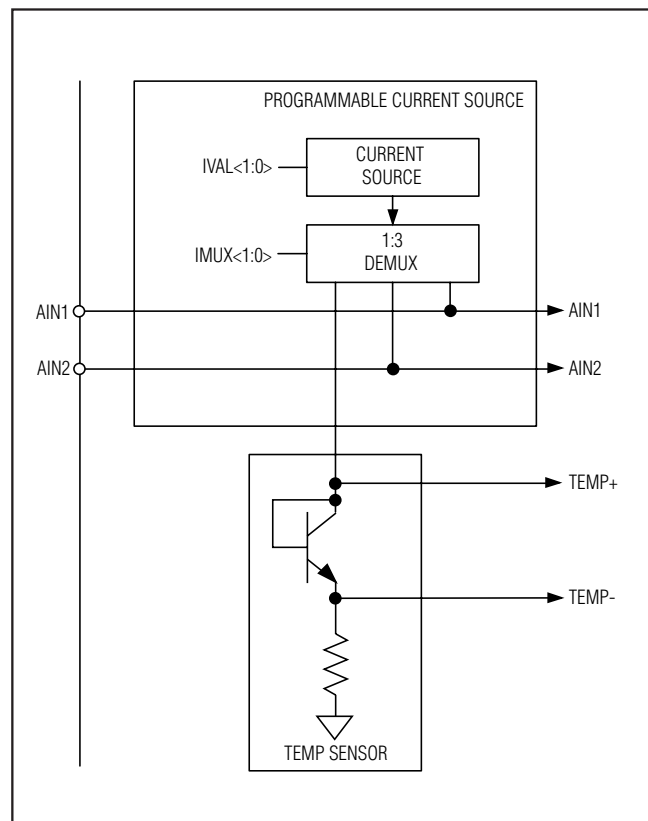 PROGRAMMABLE CURRENT SOURCE
CURRENT
SOURCE
IVAL<1:0>
1:3
DEMUX
IMUX<1:0>
AIN1
AIN1
AIN2
AIN2
TEMP+
TEMP-
TEMP SENSOR